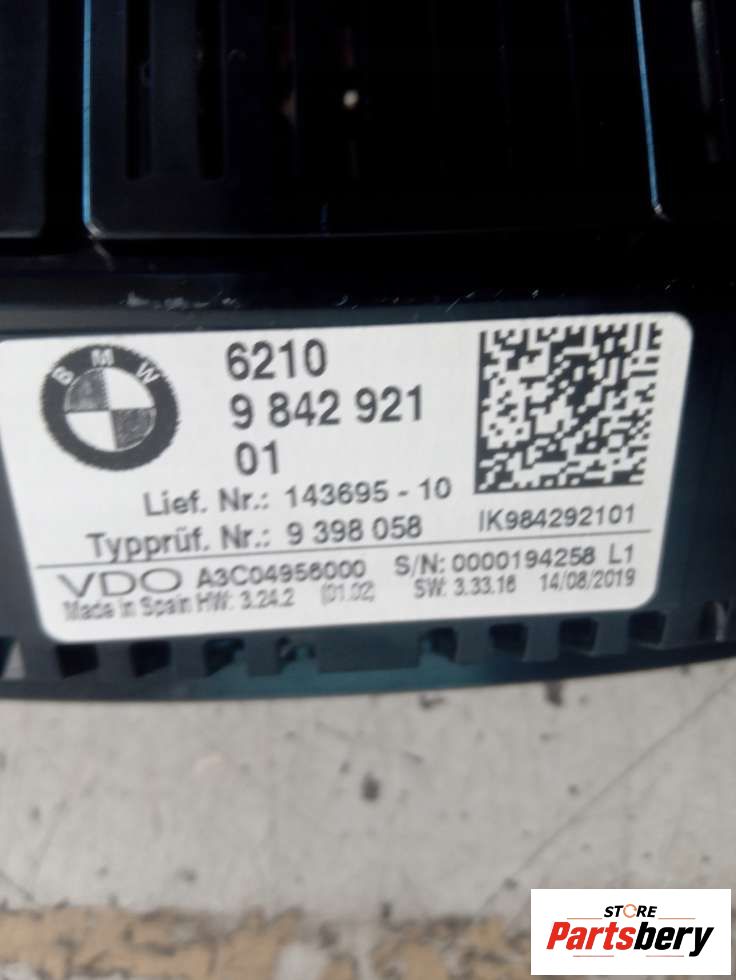 BMW
6210
9 842 921
01
Lief. Nr.: 143695 - 10
Typprüf. Nr.: 9 398 058
IK984292101
VDO A3C04956000 S/N: 0000194258 L1
Made in Spain HW: 3.24.2 (01.02) SW: 3.33.16 14/08/2019
STORE
Partsbery